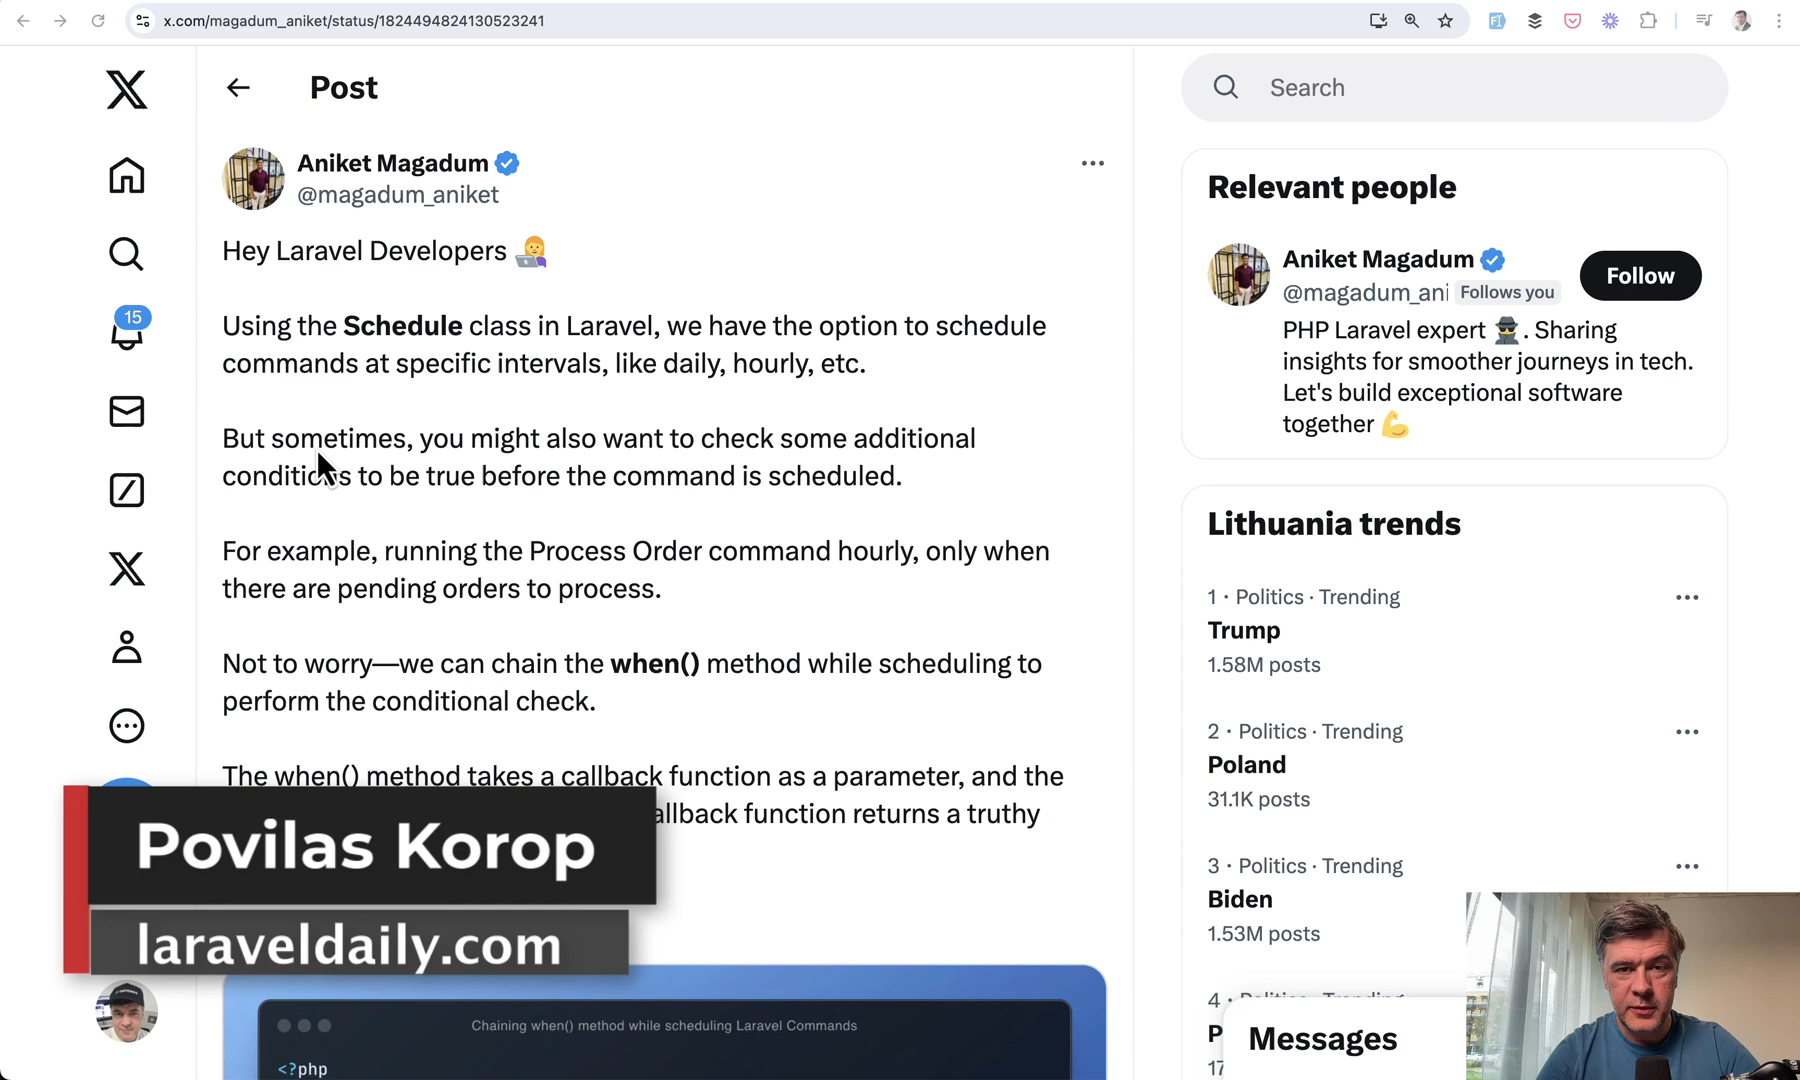 x.com/magadum_aniket/status/1824494824130523241
Post
Search
Aniket Magadum
@magadum_aniket
Hey Laravel Developers
Using the Schedule class in Laravel, we have the option to schedule
commands at specific intervals, like daily, hourly, etc.
But sometimes, you might also want to check some additional
conditions to be true before the command is scheduled.
For example, running the Process Order command hourly, only when
there are pending orders to process.
Not to worry—we can chain the when() method while scheduling to
perform the conditional check.
The when() method takes a callback function as a parameter, and the
allback function returns a truthy
15
Povilas Korop
laraveldaily.com
Chaining when() method while scheduling Laravel Commands
<?php
Relevant people
Aniket Magadum
@magadum_ani Follows you
Follow
PHP Laravel expert . Sharing
insights for smoother journeys in tech.
Let's build exceptional software
together
Lithuania trends
1 · Politics · Trending
Trump
1.58M posts
2 · Politics · Trending
Poland
31.1K posts
3 · Politics · Trending
Biden
1.53M posts
4 · Politics · Trending
P
17
Messages